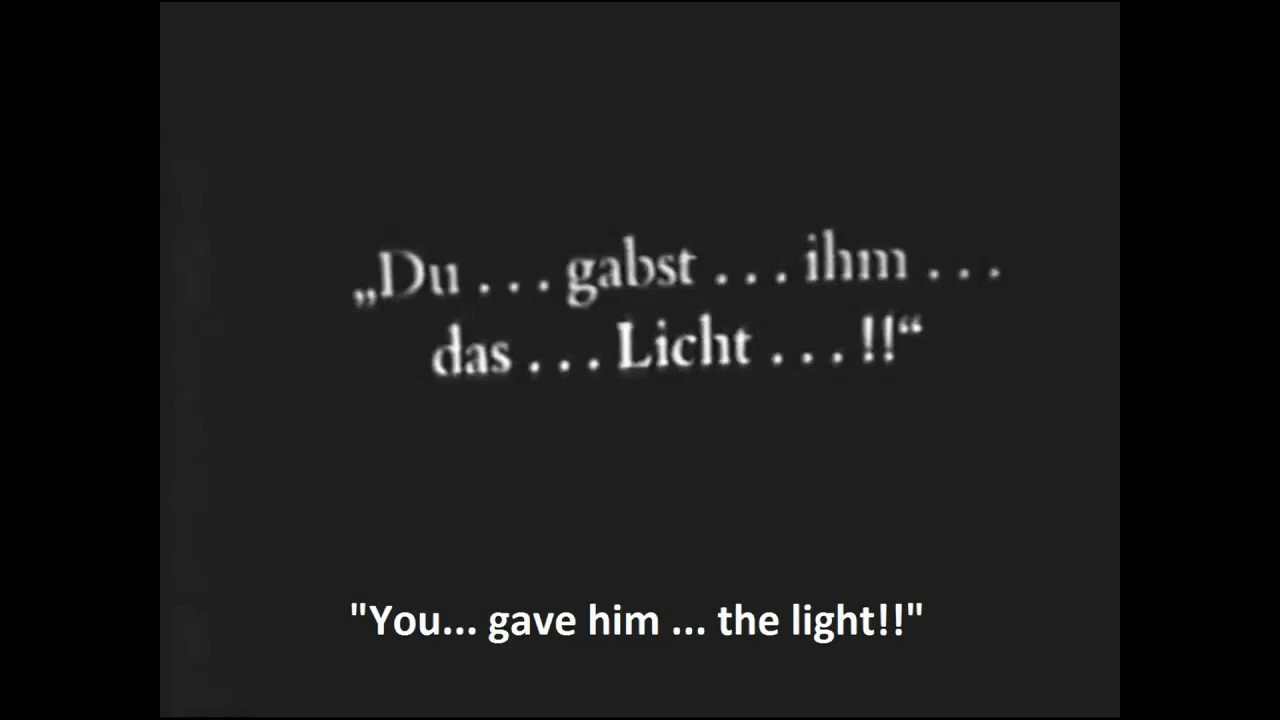 „Du . . . gabst . . . ihm . . .
das . . . Licht . . . !!“
"You... gave him ... the light!!"